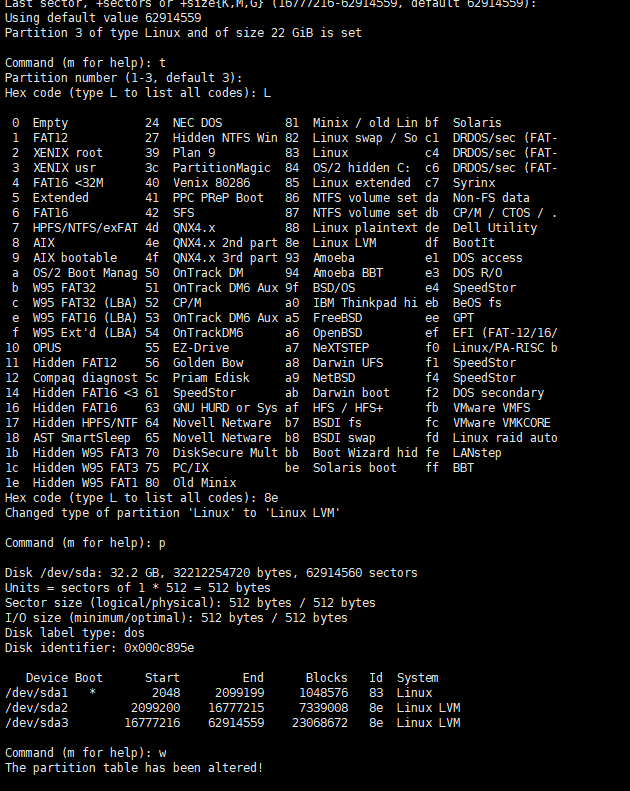 Last sector, +sectors or +size{K,M,G} (16777216-62914559, default 62914559):
Using default value 62914559
Partition 3 of type Linux and of size 22 GiB is set
Command (m for help): t
Partition number (1-3, default 3):
Hex code (type L to list all codes): L
0  Empty           24  NEC DOS         81  Minix / old Lin bf  Solaris
1  FAT12           27  Hidden NTFS Win 82  Linux swap / So c1  DRDOS/sec (FAT-
2  XENIX root      39  Plan 9          83  Linux           c4  DRDOS/sec (FAT-
3  XENIX usr       3c  PartitionMagic  84  OS/2 hidden C:  c6  DRDOS/sec (FAT-
4  FAT16 <32M      40  Venix 80286     85  Linux extended  c7  Syrinx
5  Extended        41  PPC PReP Boot   86  NTFS volume set da  Non-FS data
6  FAT16           42  SFS             87  NTFS volume set db  CP/M / CTOS / .
7  HPFS/NTFS/exFAT 4d  QNX4.x          88  Linux plaintext de  Dell Utility
8  AIX             4e  QNX4.x 2nd part 8e  Linux LVM       df  BootIt
9  AIX bootable    4f  QNX4.x 3rd part 93  Amoeba          e1  DOS access
a  OS/2 Boot Manag 50  OnTrack DM      94  Amoeba BBT      e3  DOS R/O
b  W95 FAT32       51  OnTrack DM6 Aux 9f  BSD/OS          e4  SpeedStor
c  W95 FAT32 (LBA) 52  CP/M            a0  IBM Thinkpad hi eb  BeOS fs
e  W95 FAT16 (LBA) 53  OnTrack DM6 Aux a5  FreeBSD         ee  GPT
f  W95 Ext'd (LBA) 54  OnTrackDM6      a6  OpenBSD         ef  EFI (FAT-12/16/
10  OPUS            55  EZ-Drive        a7  NeXTSTEP        f0  Linux/PA-RISC b
11  Hidden FAT12    56  Golden Bow      a8  Darwin UFS      f1  SpeedStor
12  Compaq diagnost 5c  Priam Edisk     a9  NetBSD          f4  SpeedStor
14  Hidden FAT16 <3 61  SpeedStor       ab  Darwin boot     f2  DOS secondary
16  Hidden FAT16    63  GNU HURD or Sys af  HFS / HFS+      fb  VMware VMFS
17  Hidden HPFS/NTF 64  Novell Netware  b7  BSDI fs         fc  VMware VMKCORE
18  AST SmartSleep  65  Novell Netware  b8  BSDI swap       fd  Linux raid auto
1b  Hidden W95 FAT3 70  DiskSecure Mult bb  Boot Wizard hid fe  LANstep
1c  Hidden W95 FAT3 75  PC/IX           be  Solaris boot    ff  BBT
1e  Hidden W95 FAT1 80  Old Minix
Hex code (type L to list all codes): 8e
Changed type of partition 'Linux' to 'Linux LVM'
Command (m for help): p
Disk /dev/sda: 32.2 GB, 32212254720 bytes, 62914560 sectors
Units = sectors of 1 * 512 = 512 bytes
Sector size (logical/physical): 512 bytes / 512 bytes
I/O size (minimum/optimal): 512 bytes / 512 bytes
Disk label type: dos
Disk identifier: 0x000c895e
Device Boot      Start         End      Blocks   Id  System
/dev/sda1   *        2048     2099199     1048576   83  Linux
/dev/sda2         2099200    16777215     7339008   8e  Linux LVM
/dev/sda3        16777216    62914559    23068672   8e  Linux LVM
Command (m for help): w
The partition table has been altered!